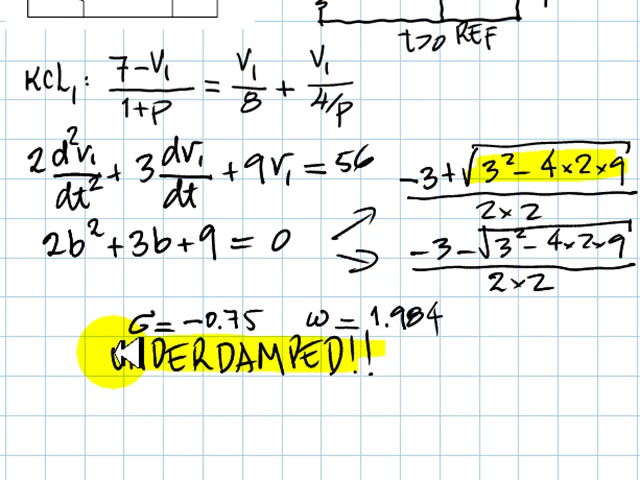 t>0 REF
KCL₁: (7-V₁)/(1+p) = V₁/8 + V₁/(4/p)
2 d²v₁/dt² + 3 dv₁/dt + 9v₁ = 56
2b² + 3b + 9 = 0
(-3+√(3² - 4×2×9))/(2×2)
(-3-√(3² - 4×2×9))/(2×2)
σ = -0.75 ω = 1.984
UNDERDAMPED!!